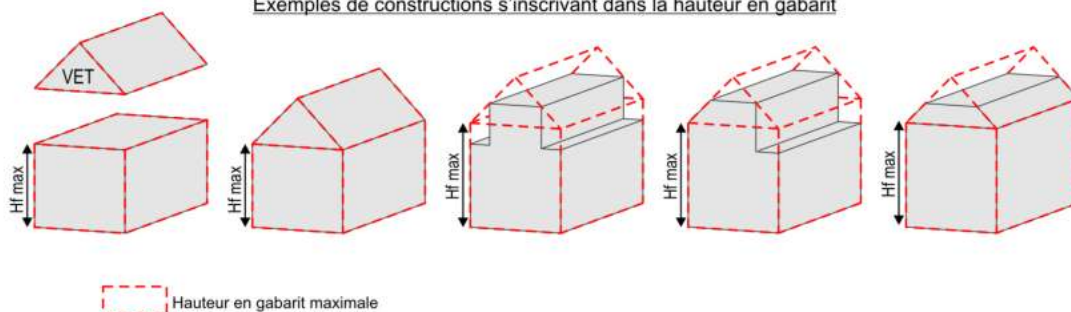 Exemples de constructions s'inscrivant dans la hauteur en gabarit
VET
Hf max
Hf max
Hf max
Hf max
Hf max
Hauteur en gabarit maximale